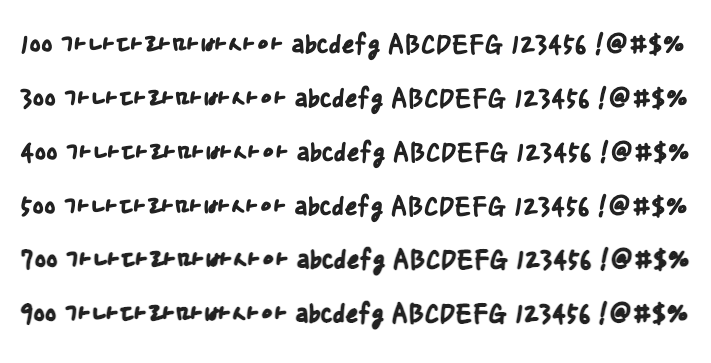 100 가나다라마바사아 abcdefg ABCDEFG 123456 !@#$%
300 가나다라마바사아 abcdefg ABCDEFG 123456 !@#$%
400 가나다라마바사아 abcdefg ABCDEFG 123456 !@#$%
500 가나다라마바사아 abcdefg ABCDEFG 123456 !@#$%
700 가나다라마바사아 abcdefg ABCDEFG 123456 !@#$%
900 가나다라마바사아 abcdefg ABCDEFG 123456 !@#$%